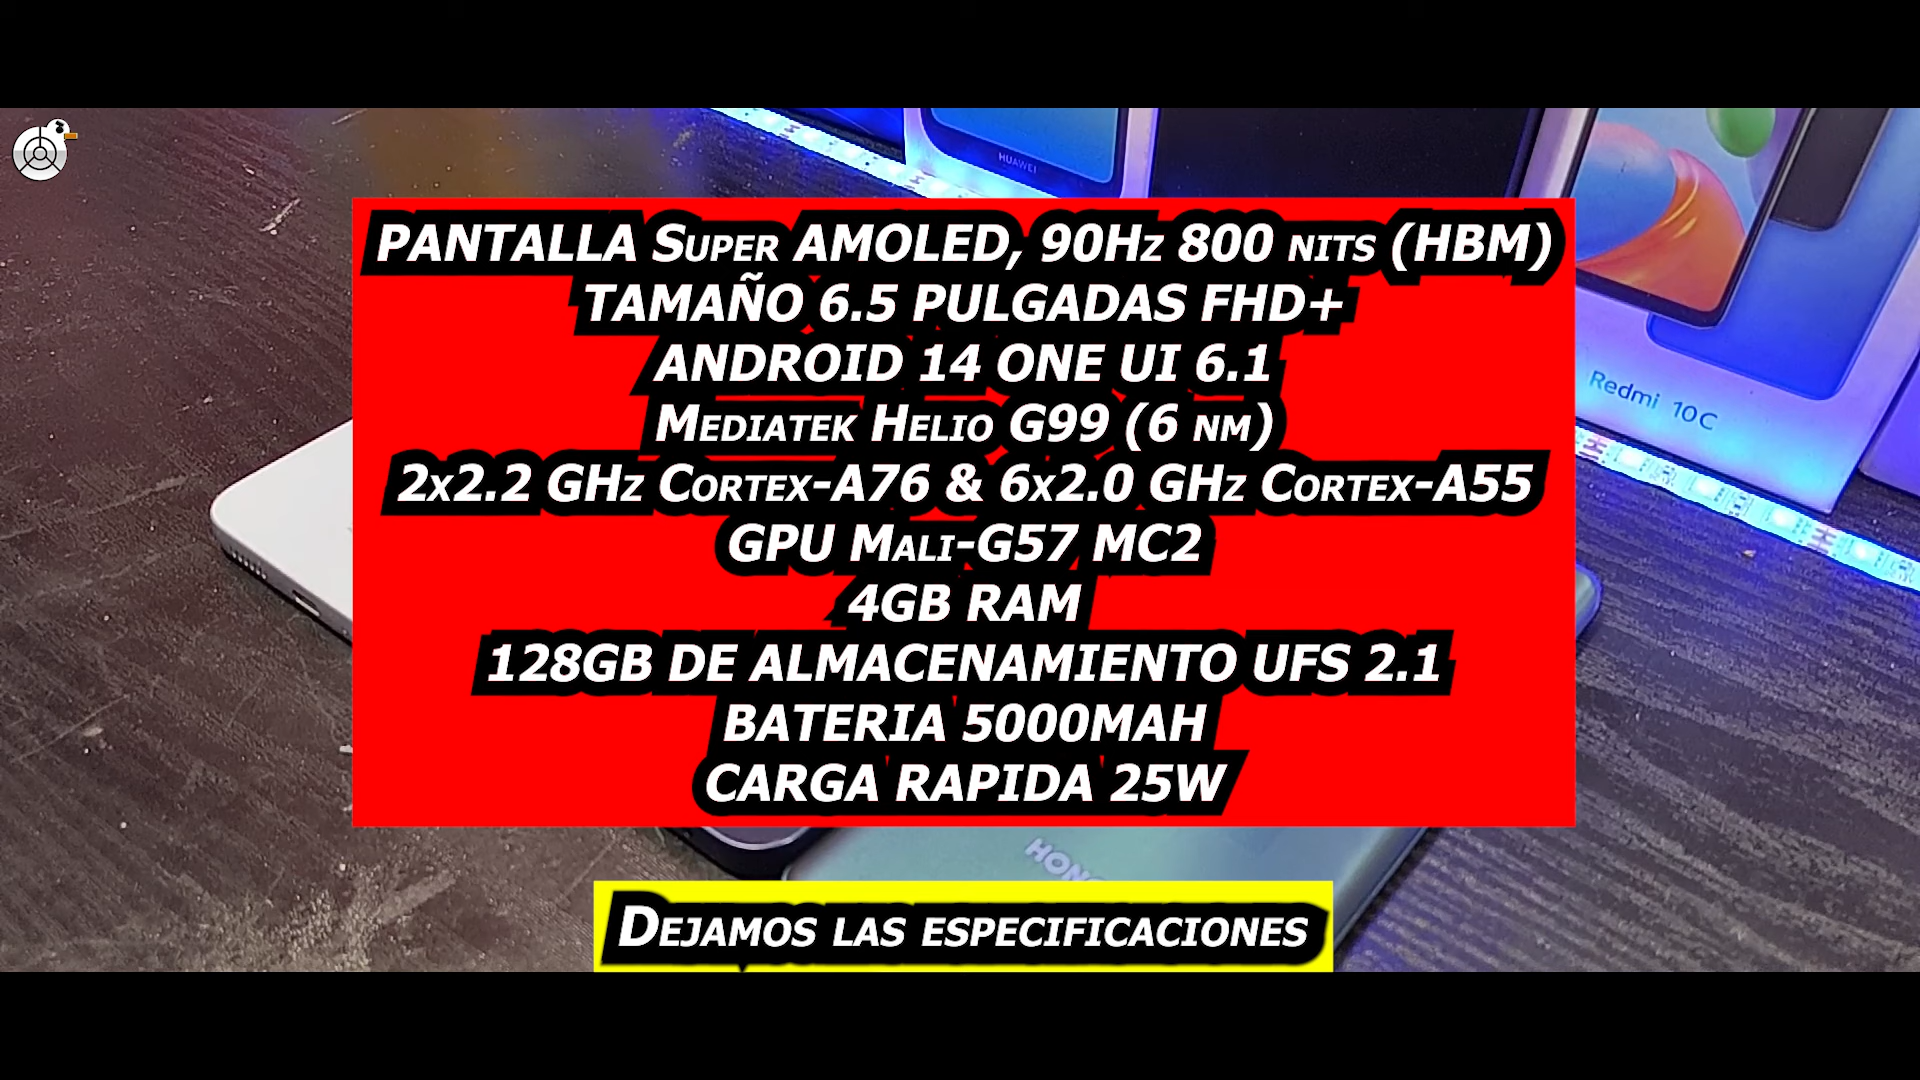 HUAWEI
PANTALLA Super AMOLED, 90Hz 800 nits (HBM)
TAMAÑO 6.5 PULGADAS FHD+
ANDROID 14 ONE UI 6.1
Redmi 10C
Mediatek Helio G99 (6 nm)
2x2.2 GHz Cortex-A76 & 6x2.0 GHz Cortex-A55
GPU Mali-G57 MC2
4GB RAM
128GB DE ALMACENAMIENTO UFS 2.1
BATERIA 5000MAH
CARGA RAPIDA 25W
Dejamos las especificaciones